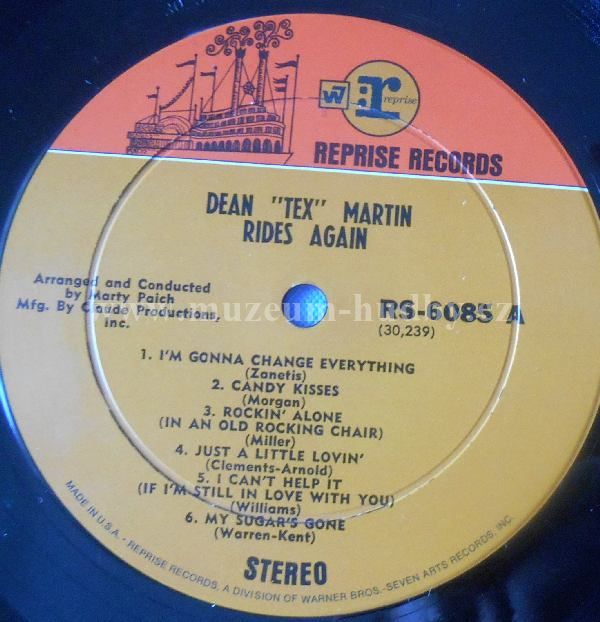 W7
r: reprise
REPRISE RECORDS
DEAN "TEX" MARTIN
RIDES AGAIN
Arranged and Conducted
by Marty Paich
Mfg. By Claude Productions,
Inc.
RS-6085 A
(30,239)
www.muzeum-hudby.cz
1. I'M GONNA CHANGE EVERYTHING
(Zanetis)
2. CANDY KISSES
(Morgan)
3. ROCKIN' ALONE
(IN AN OLD ROCKING CHAIR)
(Miller)
4. JUST A LITTLE LOVIN'
(Clements-Arnold)
5. I CAN'T HELP IT
(IF I'M STILL IN LOVE WITH YOU)
(Williams)
6. MY SUGAR'S GONE
(Warren-Kent)
STEREO
MADE IN U.S.A. - REPRISE RECORDS, A DIVISION OF WARNER BROS.-SEVEN ARTS RECORDS, INC.